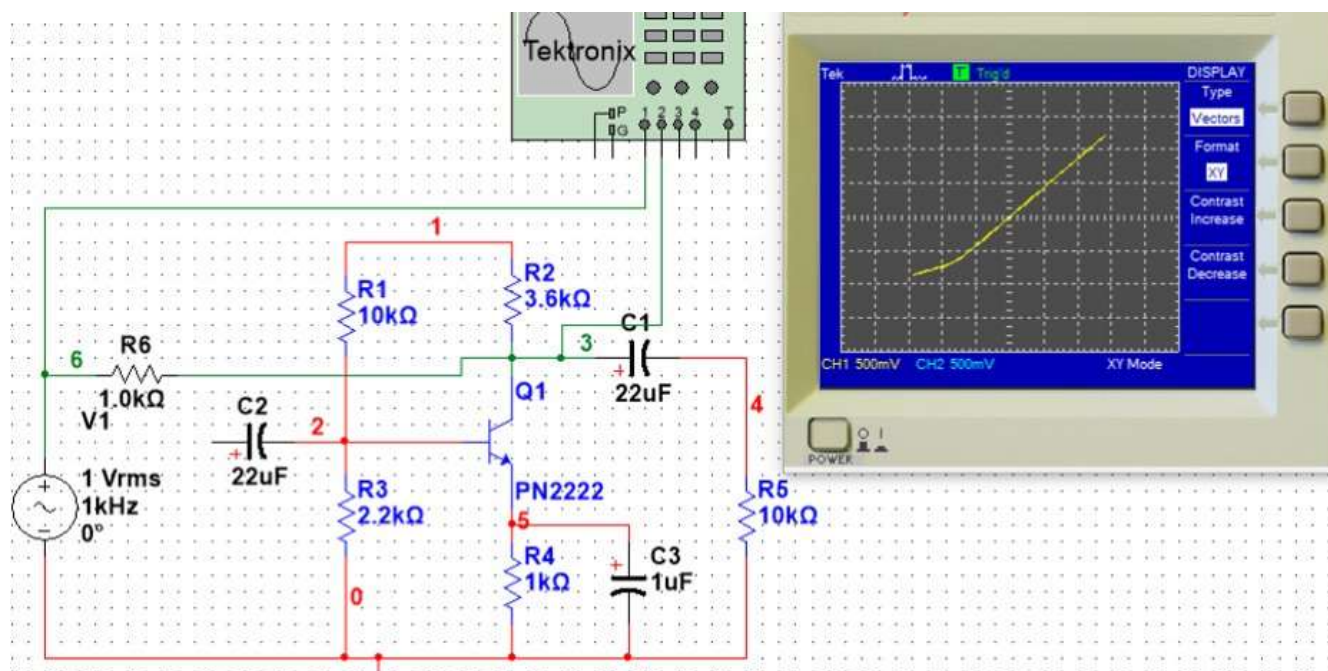 Tektronix
P
G
1 2 3 4 T
Tek
T Trig'd
DISPLAY
Type
Vectors
Format
XY
Contrast
Increase
Contrast
Decrease
CH1 500mV CH2 500mV XY Mode
POWER
1
R1
10kΩ
R2
3.6kΩ
6
R6
1.0kΩ
3
C1
+
22uF
4
V1
1 Vrms
1kHz
0°
+
C2
+
22uF
2
Q1
PN2222
R3
2.2kΩ
5
R4
1kΩ
C3
+
1uF
R5
10kΩ
0